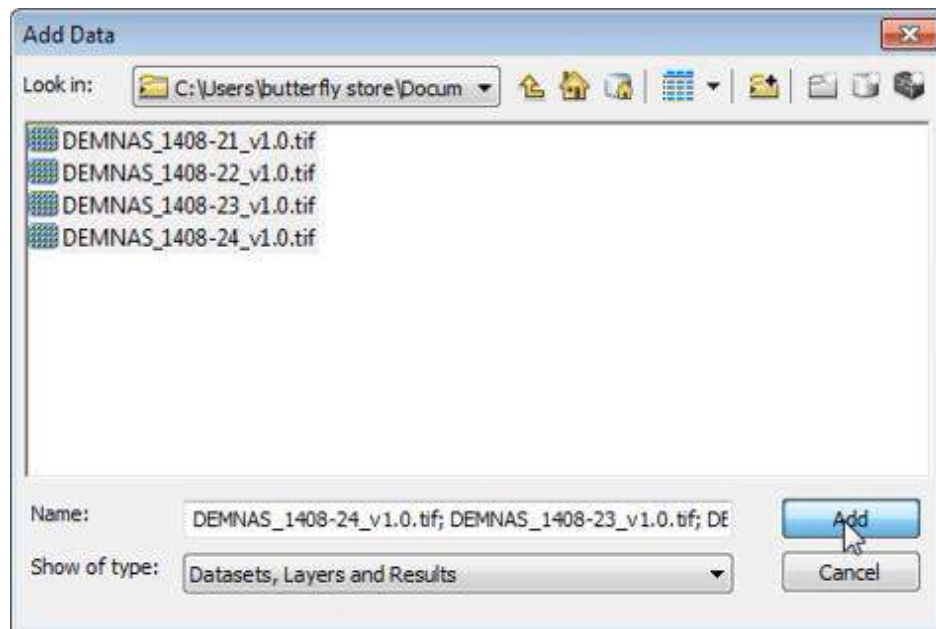 Add Data
Look in: C:\Users\butterfly store\Docum
DEMNAS_1408-21_v1.0.tif
DEMNAS_1408-22_v1.0.tif
DEMNAS_1408-23_v1.0.tif
DEMNAS_1408-24_v1.0.tif
Name: DEMNAS_1408-24_v1.0.tif; DEMNAS_1408-23_v1.0.tif; DE Add
Show of type: Datasets, Layers and Results Cancel